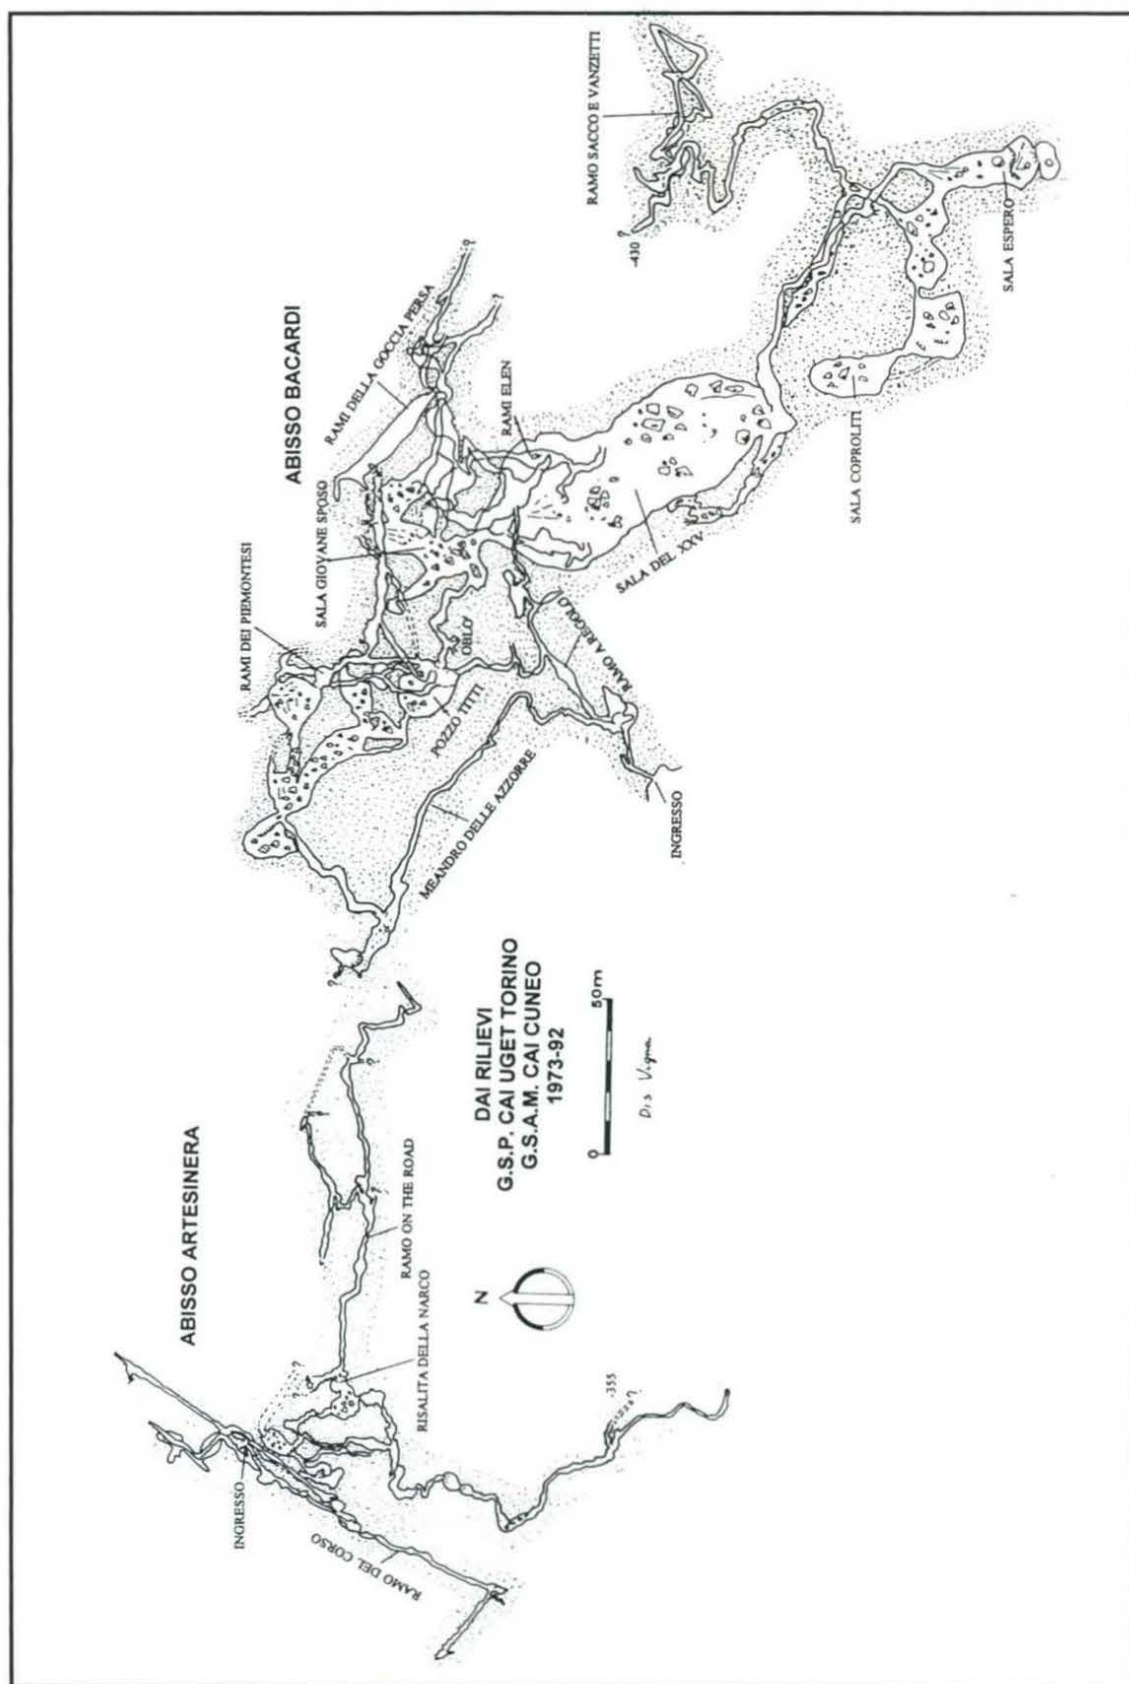 ABISSO ARTESINERA
INGRESSO
RAMO DEL CORSO
RISALITA DELLA NARCO
RAMO ON THE ROAD
-355
?
?
?
?
?
?
N
DAI RILIEVI
G.S.P. CAI UGET TORINO
G.S.A.M. CAI CUNEO
1973-92
0 50m
Dis Vigna
ABISSO BACARDI
?
MEANDRO DELLE AZZORRE
INGRESSO
RAMO A REGOLO
POZZO TITTI
OBLO'
RAMI DEI PIEMONTESI
SALA GIOVANE SPOSO
RAMI DELLA GOCCIA PERSA
?
?
RAMI ELEN
SALA DEL XXV
SALA COPROLITI
SALA ESPERO
RAMO SACCO E VANZETTI
-430
?